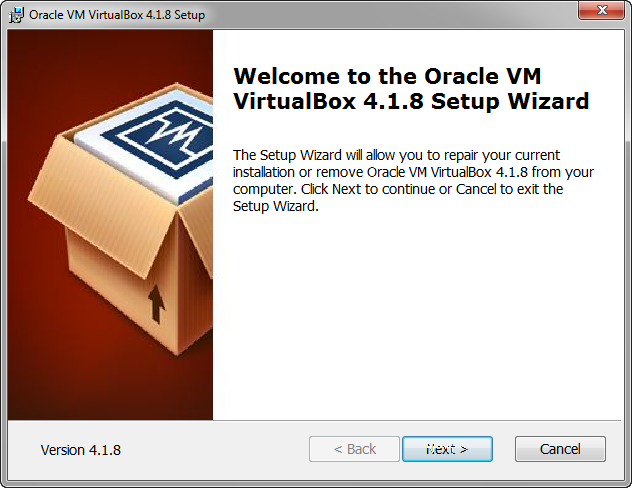 Oracle VM VirtualBox 4.1.8 Setup
Welcome to the Oracle VM
VirtualBox 4.1.8 Setup Wizard
The Setup Wizard will allow you to repair your current
installation or remove Oracle VM VirtualBox 4.1.8 from your
computer. Click Next to continue or Cancel to exit the
Setup Wizard.
Version 4.1.8
< Back
Next >
Cancel